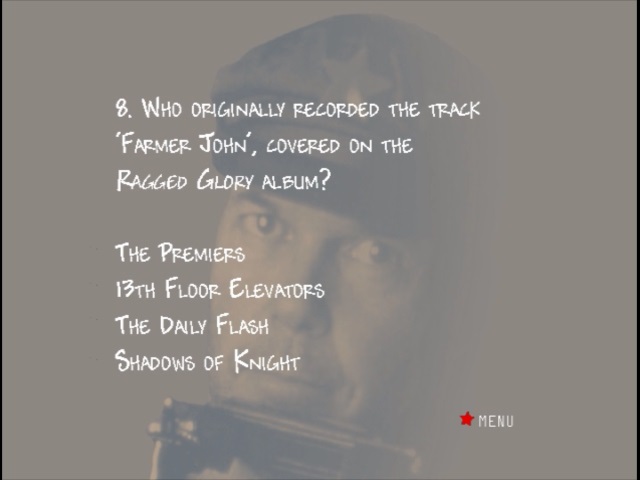 8. Who originally recorded the track
'Farmer John', covered on the
Ragged Glory album?
The Premiers
13th Floor Elevators
The Daily Flash
Shadows of Knight
MENU